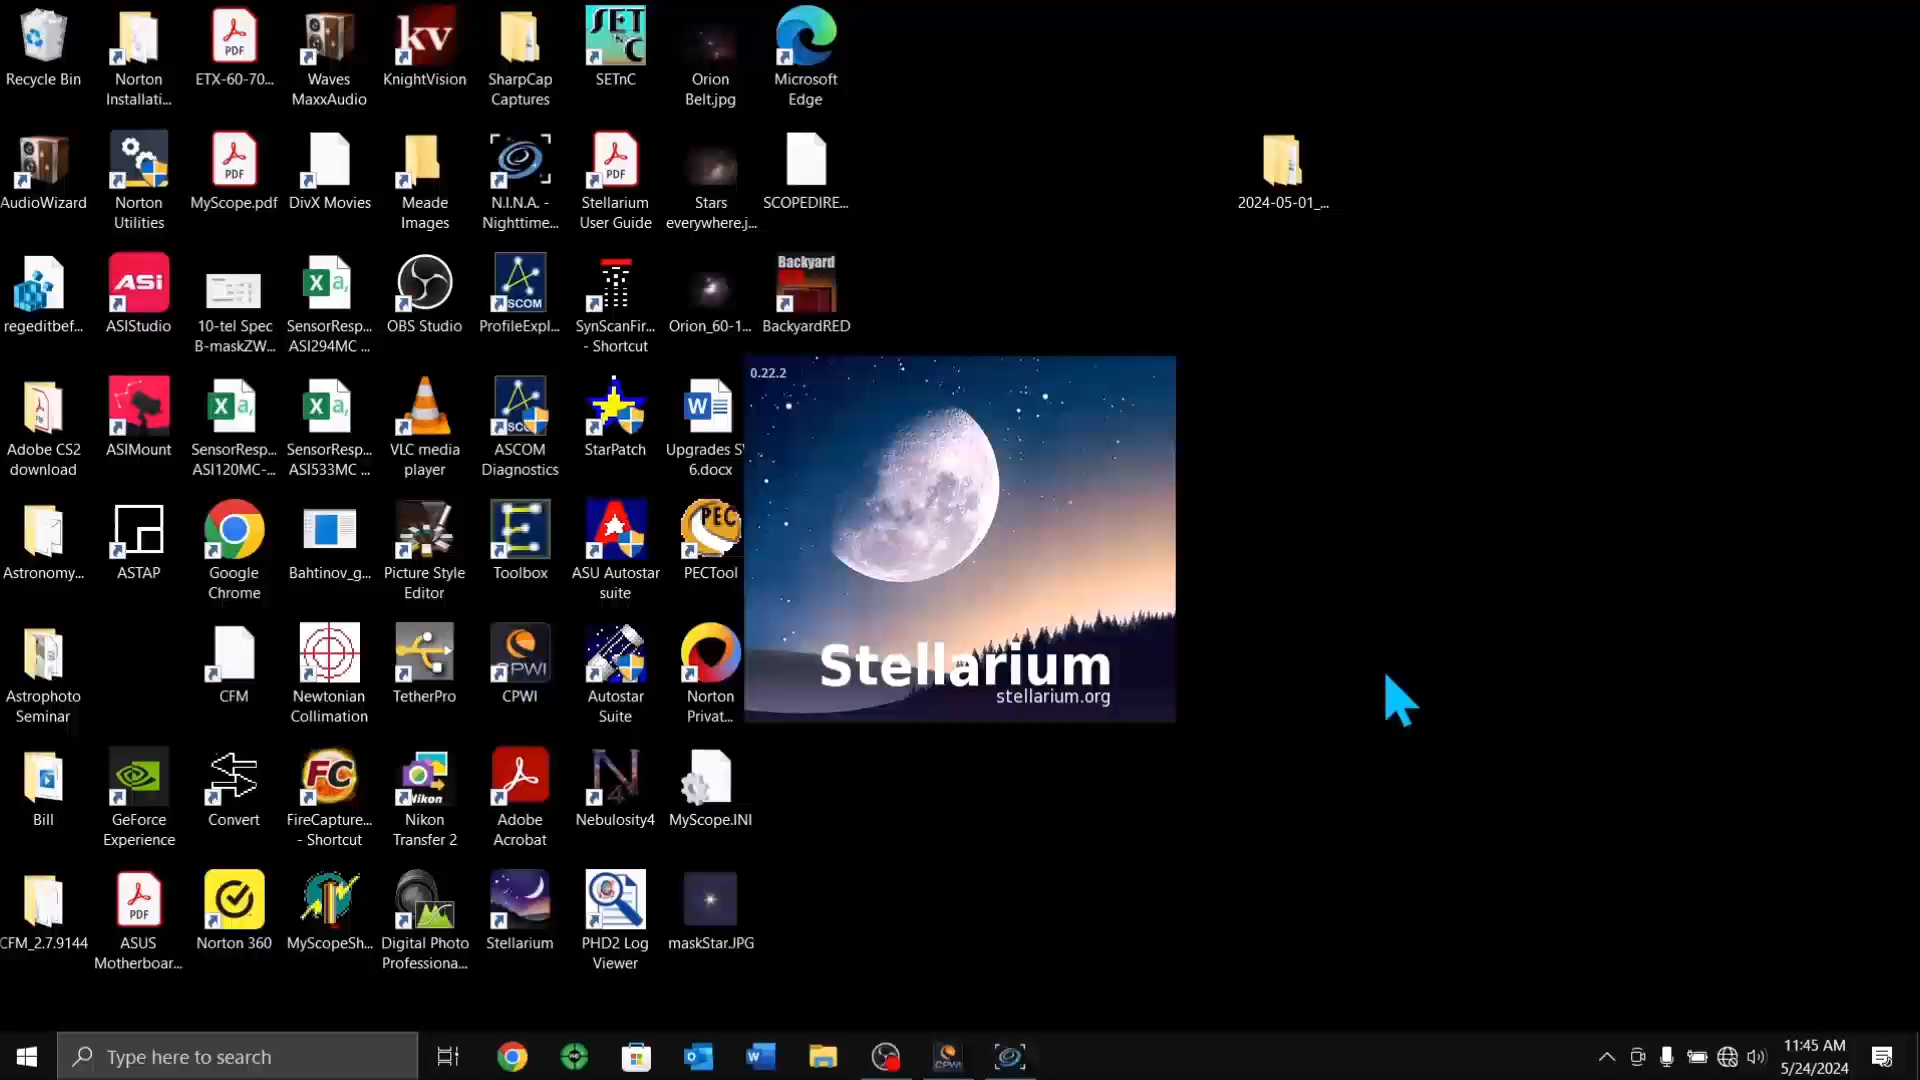 Recycle Bin
Norton
Installati...
ETX-60-70...
Waves
MaxxAudio
KnightVision
SharpCap
Captures
SETnC
Orion
Belt.jpg
Microsoft
Edge
AudioWizard
Norton
Utilities
MyScope.pdf
DivX Movies
Meade
Images
N.I.N.A. -
Nighttime...
Stellarium
User Guide
Stars
everywhere.j...
SCOPEDIRE...
2024-05-01_...
regeditbef...
ASIStudio
10-tel Spec
B-maskZW...
SensorResp...
ASI294MC ...
OBS Studio
ProfileExpl...
SynScanFir...
- Shortcut
Orion_60-1...
BackyardRED
Adobe CS2
download
ASIMount
SensorResp...
ASI120MC-...
SensorResp...
ASI533MC ...
VLC media
player
ASCOM
Diagnostics
StarPatch
Upgrades S
6.docx
0.22.2
Stellarium
stellarium.org
Astronomy...
ASTAP
Google
Chrome
Bahtinov_g...
Picture Style
Editor
Toolbox
ASU Autostar
suite
PECTool
Astrophoto
Seminar
CFM
Newtonian
Collimation
TetherPro
CPWI
Autostar
Suite
Norton
Privat...
Bill
GeForce
Experience
Convert
FireCapture...
- Shortcut
Nikon
Transfer 2
Adobe
Acrobat
Nebulosity4
MyScope.INI
CFM_2.7.9144
ASUS
Motherboar...
Norton 360
MyScopeSh...
Digital Photo
Professiona...
Stellarium
PHD2 Log
Viewer
maskStar.JPG
Type here to search
11:45 AM
5/24/2024